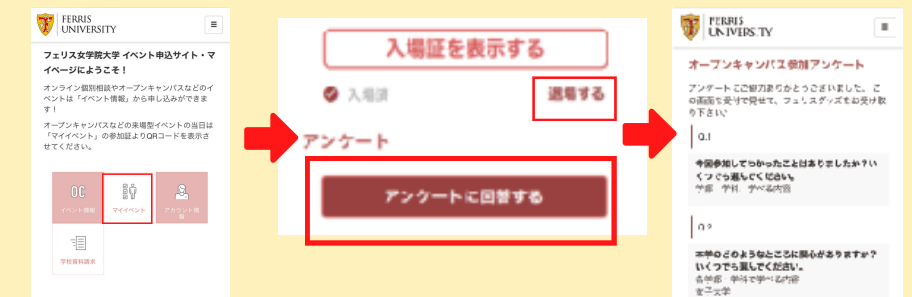 FERRIS
UNIVERSITY
フェリス女学院大学 イベント申込サイト・マ
イページにようこそ！
オンライン個別相談やオープンキャンパスなどのイ
ベントは「イベント情報」から申し込みができま
す！
オープンキャンパスなどの来場型イベントの当日は
「マイイベント」の参加証よりQRコードを表示さ
せてください。
OC
イベント情報
マイイベント
アカウント情
報
学校資料請求
入場証を表示する
入場済
退場する
アンケート
アンケートに回答する
FERRIS
UNIVERSITY
オープンキャンパス参加アンケート
アンケートにご協力ありがとうございました。こ
の画面を受付で見せて、フェリスグッズをお受け取
り下さい
Q.1
今回参加してわかったことはありましたか？い
くつでも選んでください。
学部 学科 学べる内容
Q.2
本学のどのようなところに関心がありますか？
いくつでも選んでください。
各学部 学科で学べる内容
女子大学